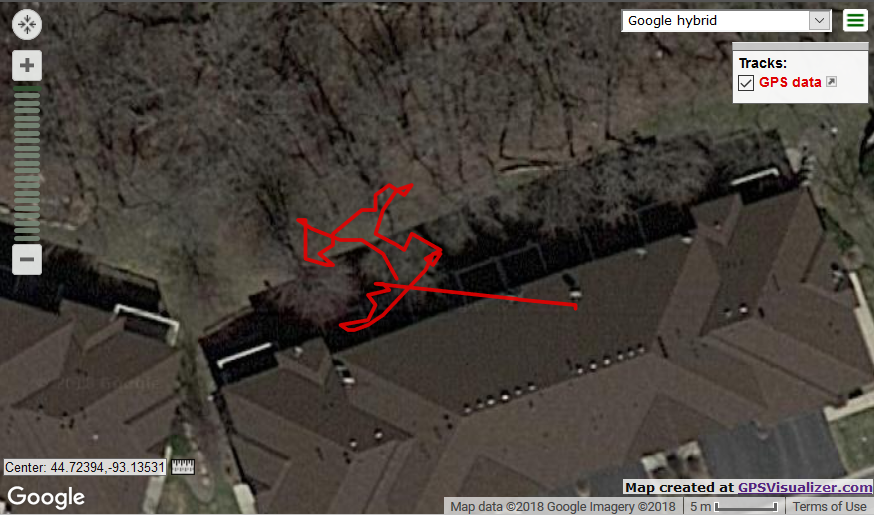 Google hybrid
Tracks:
GPS data
Center: 44.72394,-93.13531
Map created at GPSVisualizer.com
Google
Map data ©2018 Google Imagery ©2018 5 m Terms of Use